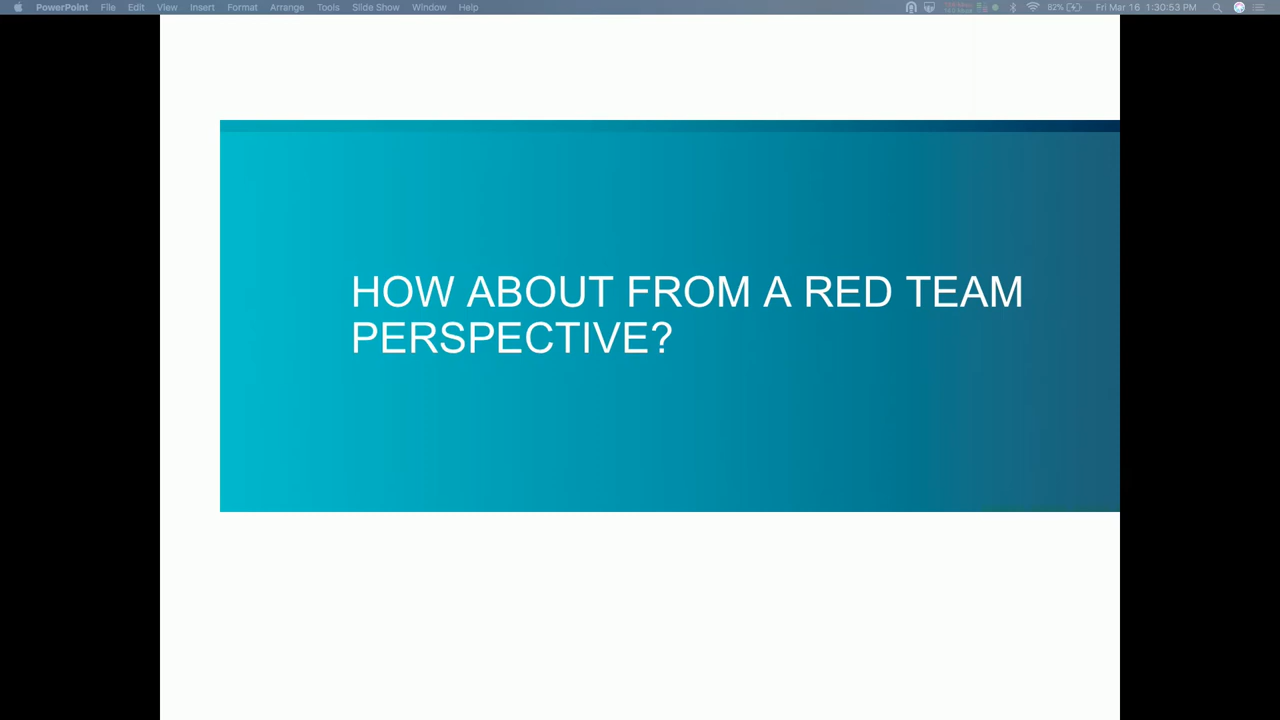 PowerPoint File Edit View Insert Format Arrange Tools Slide Show Window Help 82% Fri Mar 16 1:30:53 PM
HOW ABOUT FROM A RED TEAM
PERSPECTIVE?